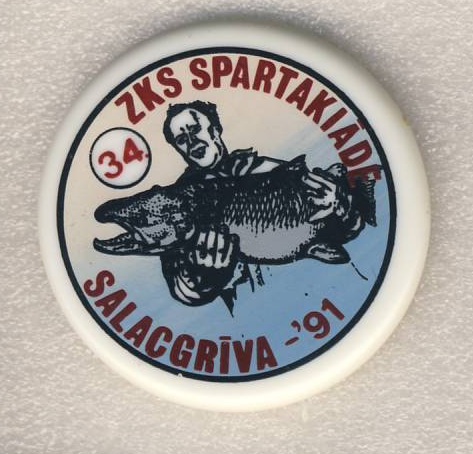 ZKS SPARTAKIĀDE
34.
SALACGRĪVA -'91